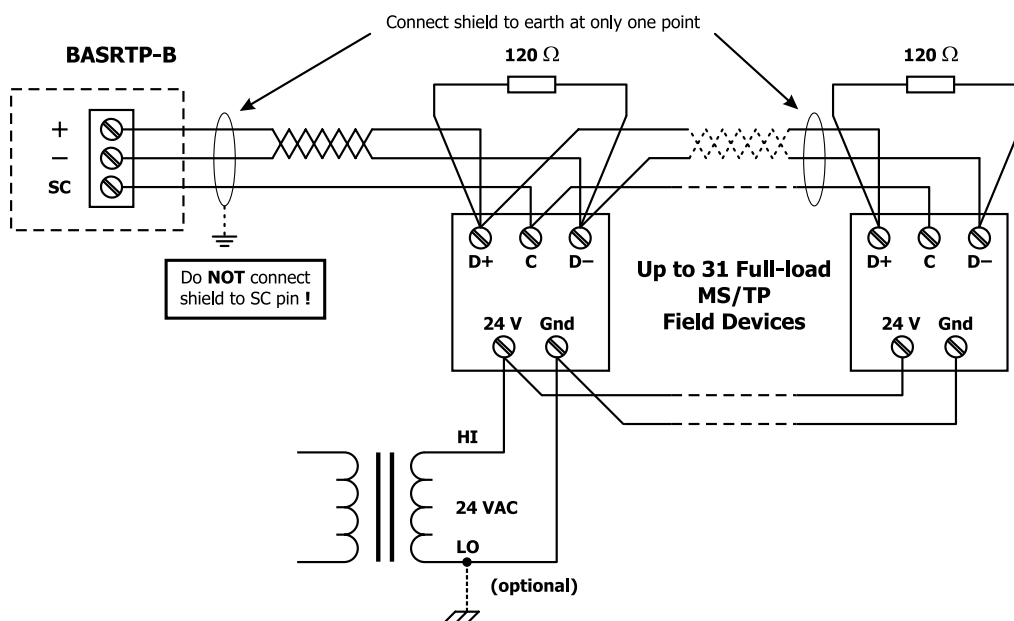 Connect shield to earth at only one point
BASRTP-B
120 Ω
120 Ω
+
−
SC
Do NOT connect
shield to SC pin !
D+
C
D−
24 V
Gnd
Up to 31 Full-load
MS/TP
Field Devices
D+
C
D−
24 V
Gnd
HI
24 VAC
LO
(optional)